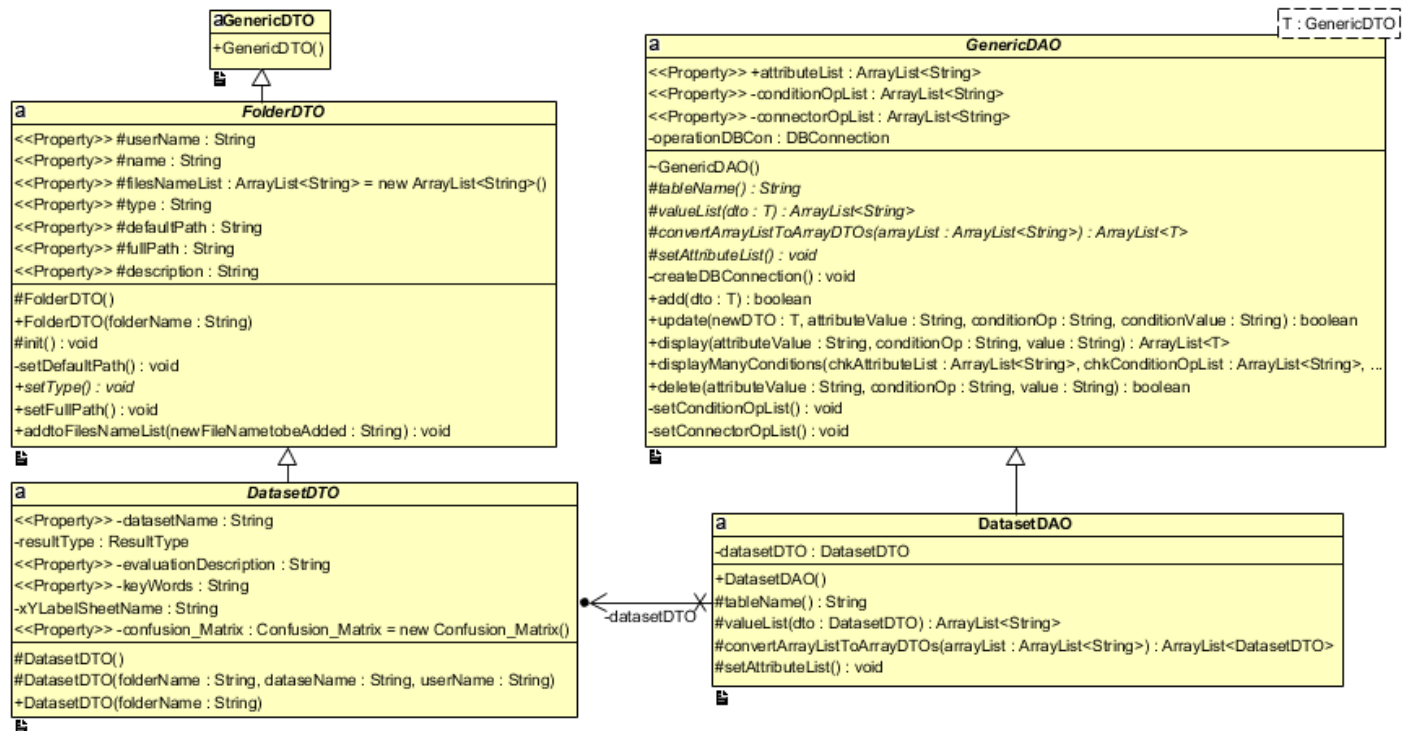 a GenericDTO
+GenericDTO()
a FolderDTO
<<Property>> #userName : String
<<Property>> #name : String
<<Property>> #filesNameList : ArrayList<String> = new ArrayList<String>()
<<Property>> #type : String
<<Property>> #defaultPath : String
<<Property>> #fullPath : String
<<Property>> #description : String
#FolderDTO()
+FolderDTO(folderName : String)
#init() : void
-setDefaultPath() : void
+setType() : void
+setFullPath() : void
+addtoFilesNameList(newFileNametobeAdded : String) : void
a DatasetDTO
<<Property>> -datasetName : String
-resultType : ResultType
<<Property>> -evaluationDescription : String
<<Property>> -keyWords : String
-xYLabelSheetName : String
<<Property>> -confusion_Matrix : Confusion_Matrix = new Confusion_Matrix()
#DatasetDTO()
#DatasetDTO(folderName : String, dataseName : String, userName : String)
+DatasetDTO(folderName : String)
T : GenericDTO
a GenericDAO
<<Property>> +attributeList : ArrayList<String>
<<Property>> -conditionOpList : ArrayList<String>
<<Property>> -connectorOpList : ArrayList<String>
-operationDBCon : DBConnection
~GenericDAO()
#tableName() : String
#valueList(dto : T) : ArrayList<String>
#convertArrayListToArrayDTOs(arrayList : ArrayList<String>) : ArrayList<T>
#setAttributeList() : void
-createDBConnection() : void
+add(dto : T) : boolean
+update(newDTO : T, attributeValue : String, conditionOp : String, conditionValue : String) : boolean
+display(attributeValue : String, conditionOp : String, value : String) : ArrayList<T>
+displayManyConditions(chkAttributeList : ArrayList<String>, chkConditionOpList : ArrayList<String>, ...
+delete(attributeValue : String, conditionOp : String, value : String) : boolean
-setConditionOpList() : void
-setConnectorOpList() : void
-datasetDTO
a DatasetDAO
-datasetDTO : DatasetDTO
+DatasetDAO()
#tableName() : String
#valueList(dto : DatasetDTO) : ArrayList<String>
#convertArrayListToArrayDTOs(arrayList : ArrayList<String>) : ArrayList<DatasetDTO>
#setAttributeList() : void